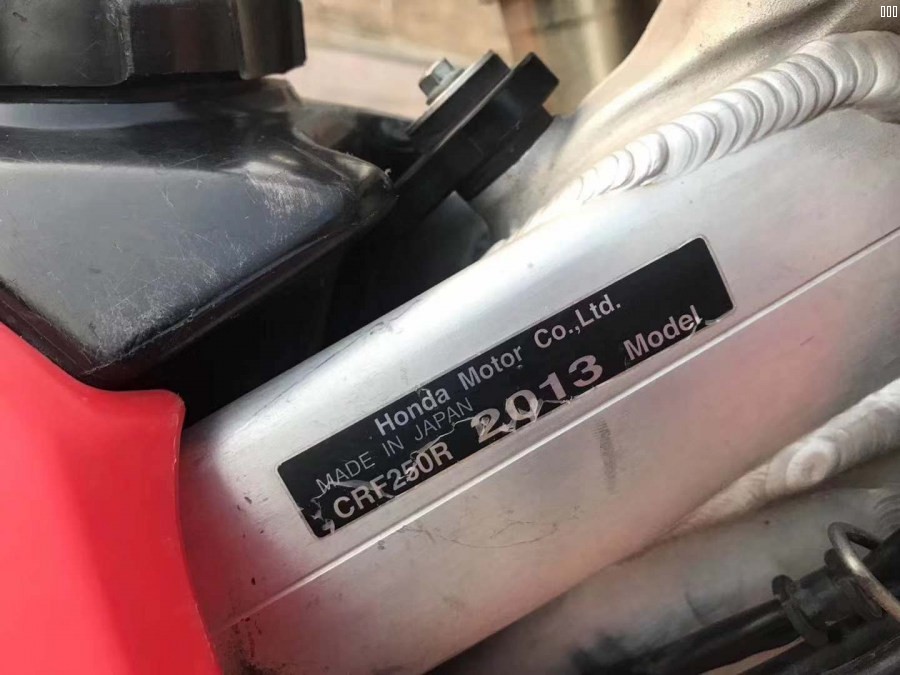 Honda Motor Co.,Ltd.
MADE IN JAPAN
CRF250R 2013 Model